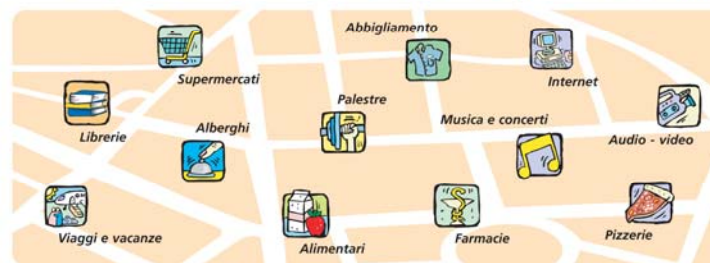 Abbigliamento
Supermercati
Internet
Palestre
Librerie
Alberghi
Musica e concerti
Audio - video
Viaggi e vacanze
Alimentari
Farmacie
Pizzerie